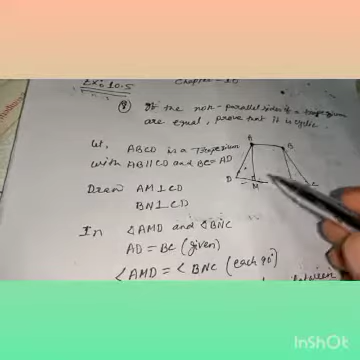 Ex: 10.5
Chapter - 10
⑧ If the non-parallel sides of a trapezium
are equal, prove that it is cyclic.
Let, ABCD is a Trapezium
with AB||CD and BC = AD
A B
D M C
Draw AM⊥CD
BN⊥CD
In △AMD and △BNC
AD = BC (given)
∠AMD = ∠BNC (each 90°)
between
InShOt